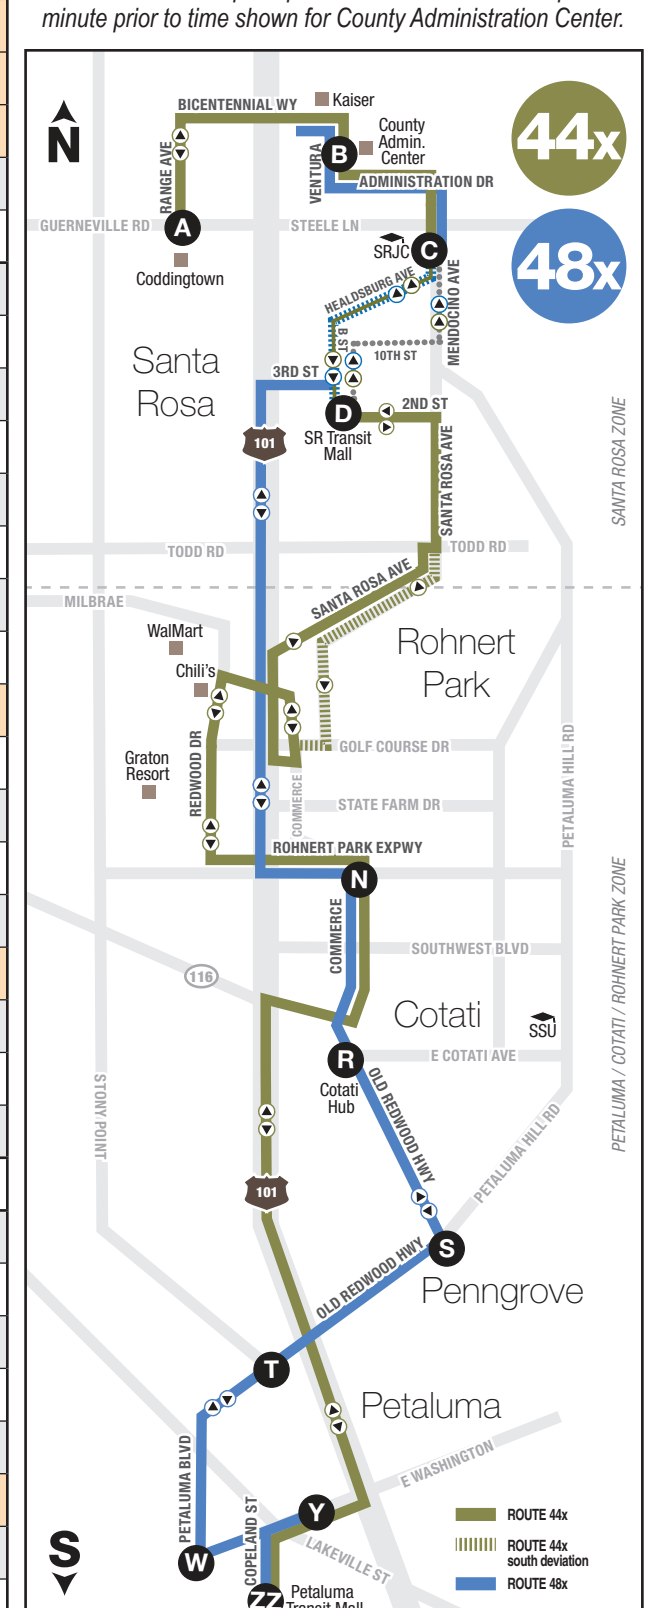 minute prior to time shown for County Administration Center.
N
BICENTENNIAL WY
Kaiser
44x
County
Admin.
Center
B
RANGE AVE
VENTURA
ADMINISTRATION DR
GUERNEVILLE RD
A
STEELE LN
48x
SRJC
C
Coddingtown
HEALDSBURG AVE
MENDOCINO AVE
B ST
10TH ST
Santa
Rosa
3RD ST
D
2ND ST
SR Transit
Mall
101
SANTA ROSA AVE
SANTA ROSA ZONE
TODD RD
TODD RD
SANTA ROSA AVE
MILBRAE
WalMart
Chili's
Rohnert
Park
Graton
Resort
REDWOOD DR
GOLF COURSE DR
PETALUMA HILL RD
COMMERCE
STATE FARM DR
ROHNERT PARK EXPWY
N
COMMERCE
SOUTHWEST BLVD
PETALUMA / COTATI / ROHNERT PARK ZONE
116
Cotati
SSU
R
E COTATI AVE
Cotati
Hub
OLD REDWOOD HWY
STONY POINT
PETALUMA HILL RD
101
S
OLD REDWOOD HWY
Penngrove
T
Petaluma
PETALUMA BLVD
E WASHINGTON
COPELAND ST
Y
LAKEVILLE ST
W
ROUTE 44x
ROUTE 44x
south deviation
ROUTE 48x
S
ZZ
Petaluma
Transit Mall